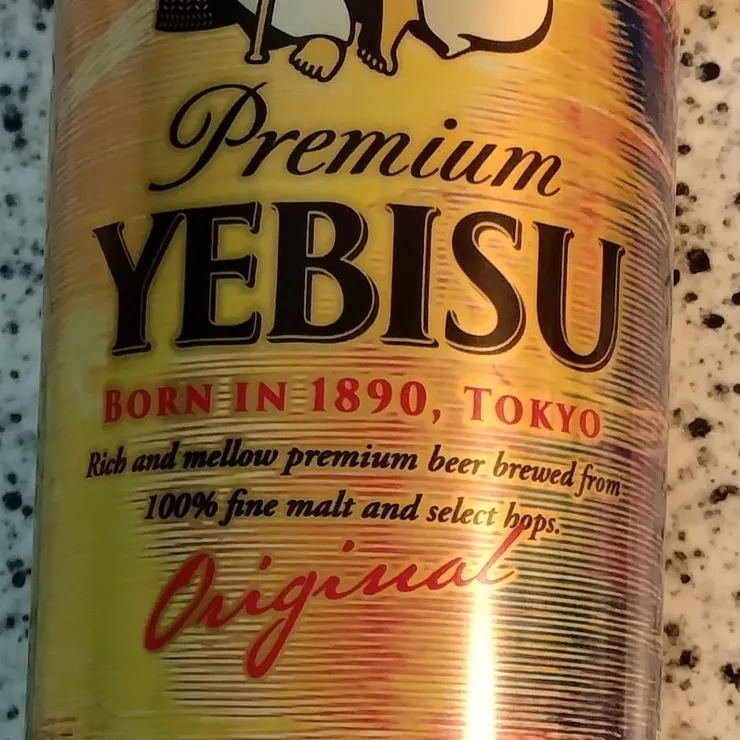 Premium
YEBISU
BORN IN 1890, TOKYO
Rich and mellow premium beer brewed from
100% fine malt and select hops.
Original